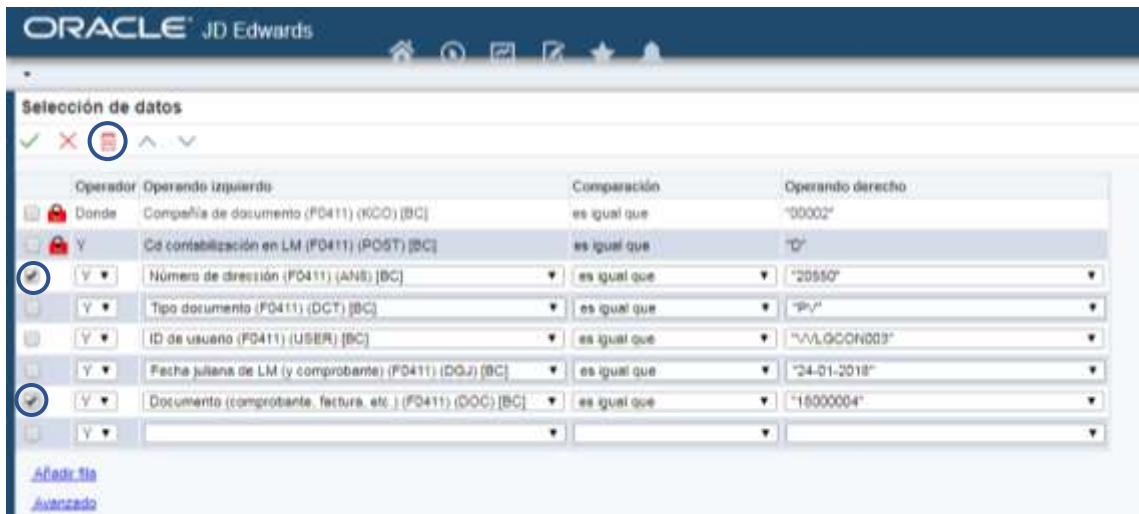 ORACLE JD Edwards
Selección de datos
Operador Operando izquierdo Comparación Operando derecho
Donde Compañía de documento (F0411) (KCO) [BC] es igual que "00002"
Y Cd contabilización en LM (F0411) (POST) [BC] es igual que "D"
Y Número de dirección (F0411) (AN8) [BC] es igual que "20550"
Y Tipo documento (F0411) (DCT) [BC] es igual que "PV"
Y ID de usuario (F0411) (USER) [BC] es igual que
Y Fecha juliana de LM (y comprobante) (F0411) (DGJ) [BC] es igual que "24-01-2018"
Y Documento (comprobante, factura, etc.) (F0411) (DOC) [BC] es igual que "18000004"
Y
Añadir fila
Avanzado